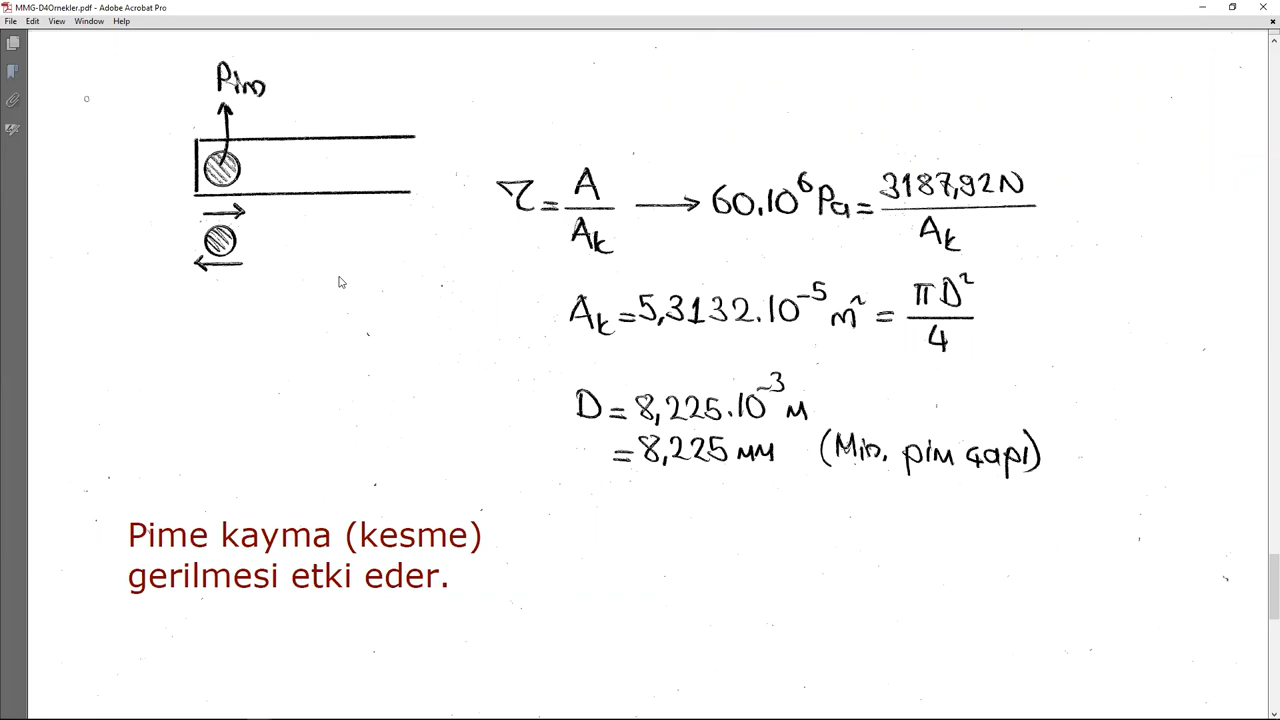 MMG-D4Ornekler.pdf - Adobe Acrobat Pro
File Edit View Window Help
Pim
τ = A / Ak → 60.10⁶ Pa = 3187,92N / Ak
Ak = 5,3132.10⁻⁵ m² = πD² / 4
D = 8,225.10⁻³ m
= 8,225 mm (Min. pim çapı)
Pime kayma (kesme)
gerilmesi etki eder.